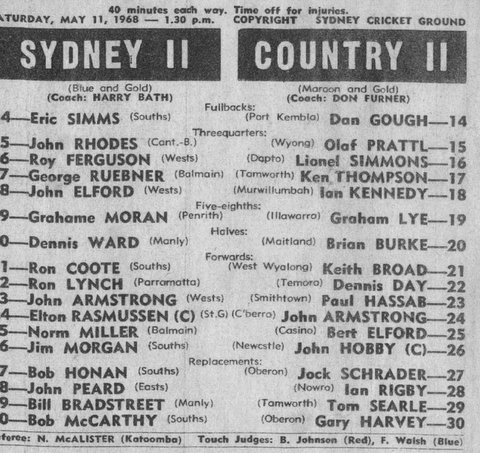 40 minutes each way. Time off for injuries.
ATURDAY, MAY 11, 1968 — 1.30 p.m. COPYRIGHT SYDNEY CRICKET GROUND
SYDNEY II COUNTRY II
(Blue and Gold) (Maroon and Gold)
(Coach: HARRY BATH) (Coach: DON FURNER)
Fullbacks:
4—Eric SIMMS (Souths) (Port Kembla) Dan GOUGH—14
Threequarters:
5—John RHODES (Cant.-B.) (Wyong) Olaf PRATTL—15
6—Roy FERGUSON (Wests) (Dapto) Lionel SIMMONS—16
7—George RUEBNER (Balmain) (Tamworth) Ken THOMPSON—17
8—John ELFORD (Wests) (Murwillumbah) Ian KENNEDY—18
Five-eighths:
9—Grahame MORAN (Penrith) (Illawarra) Graham LYE—19
Halves:
0—Dennis WARD (Manly) (Maitland) Brian BURKE—20
Forwards:
1—Ron COOTE (Souths) (West Wyalong) Keith BROAD—21
2—Ron LYNCH (Parramatta) (Temora) Dennis DAY—22
3—John ARMSTRONG (Wests) (Smithtown) Paul HASSAB—23
4—Elton RASMUSSEN (C) (St.G) (C'berra) John ARMSTRONG—24
5—Norm MILLER (Balmain) (Casino) Bert ELFORD—25
6—Jim MORGAN (Souths) (Newcstle) John HOBBY (C)—26
Replacements:
7—Bob HONAN (Souths) (Oberon) Jock SCHRADER—27
8—John PEARD (Easts) (Nowra) Ian RIGBY—28
9—Bill BRADSTREET (Manly) (Tamworth) Tom SEARLE—29
0—Bob McCARTHY (Souths) (Oberon) Gary HARVEY—30
eferee: N. McALISTER (Katoomba) Touch Judges: B. Johnson (Red), F. Walsh (Blue)